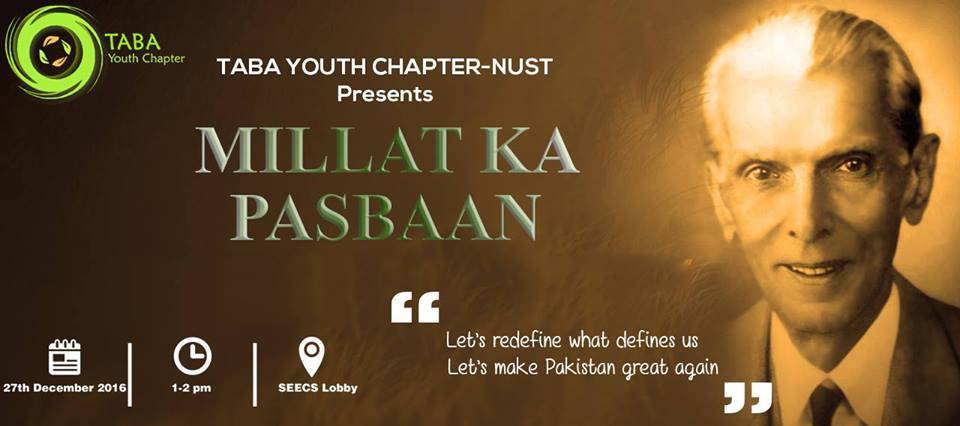 TABA
Youth Chapter
TABA YOUTH CHAPTER-NUST
Presents
MILLAT KA
PASBAAN
“
Let's redefine what defines us
Let's make Pakistan great again
”
27th December 2016
1-2 pm
SEECS Lobby